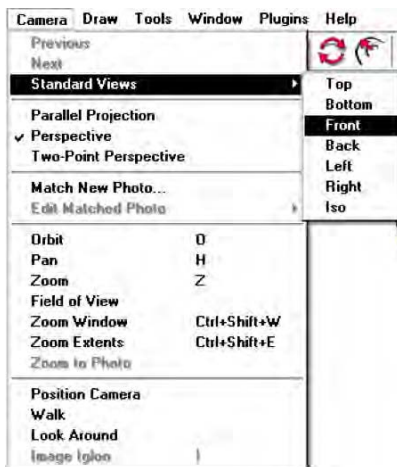 Camera Draw Tools Window Plugins Help
Previous
Next
Standard Views
Parallel Projection
✓ Perspective
Two-Point Perspective
Match New Photo...
Edit Matched Photo
Orbit O
Pan H
Zoom Z
Field of View
Zoom Window Ctrl+Shift+W
Zoom Extents Ctrl+Shift+E
Zoom to Photo
Position Camera
Walk
Look Around
Image Igloo I
Top
Bottom
Front
Back
Left
Right
Iso